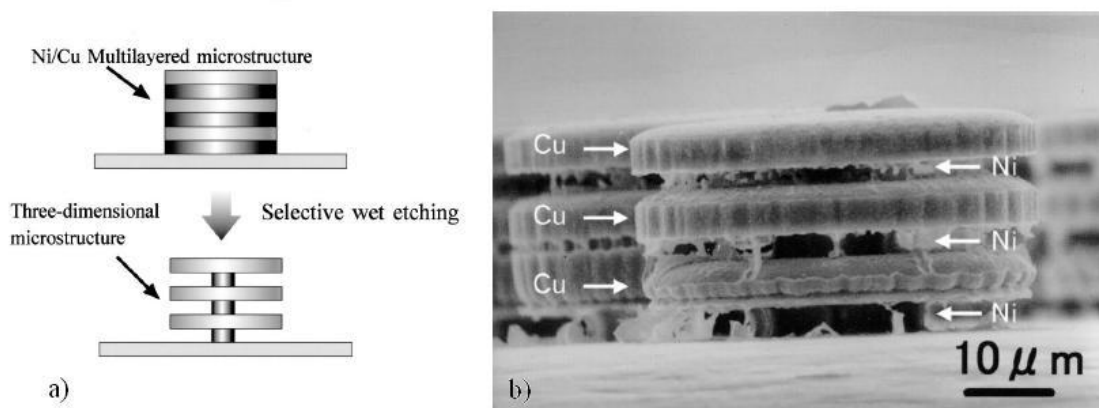 Ni/Cu Multilayered microstructure
Three-dimensional
microstructure
Selective wet etching
a)
Cu
Ni
Cu
Ni
Cu
Ni
10 μ m
b)